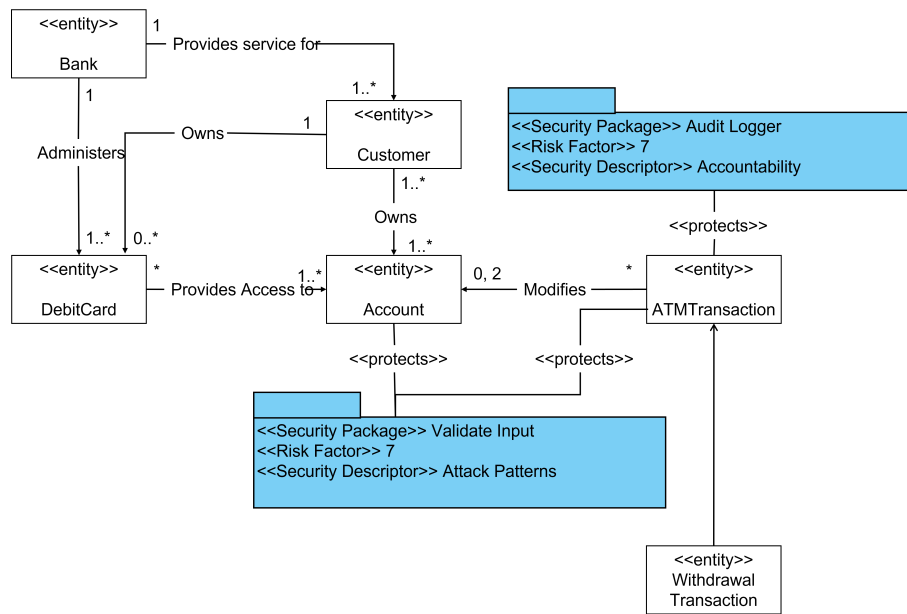 <<entity>>
Bank
1
Provides service for
1
1..*
<<entity>>
Customer
1
Owns
Administers
<<Security Package>> Audit Logger
<<Risk Factor>> 7
<<Security Descriptor>> Accountability
1..*
Owns
<<protects>>
1..*
0..*
1..*
<<entity>>
DebitCard
*
Provides Access to
1..*
<<entity>>
Account
0, 2
Modifies
*
<<entity>>
ATMTransaction
<<protects>>
<<protects>>
<<Security Package>> Validate Input
<<Risk Factor>> 7
<<Security Descriptor>> Attack Patterns
<<entity>>
Withdrawal
Transaction